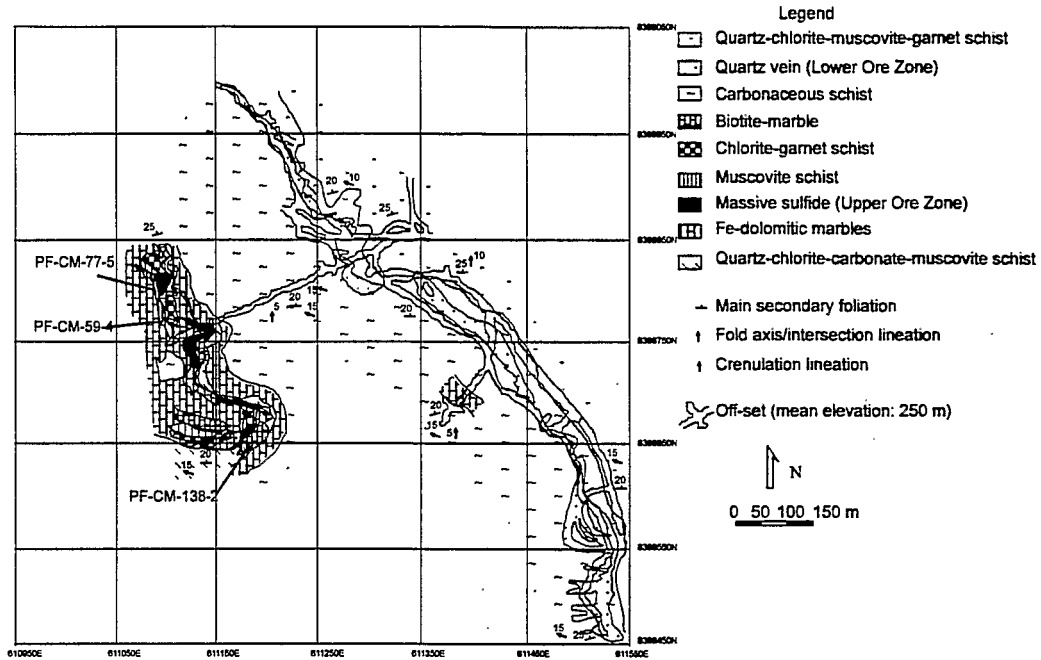 Legend
Quartz-chlorite-muscovite-garnet schist
Quartz vein (Lower Ore Zone)
Carbonaceous schist
Biotite-marble
Chlorite-garnet schist
Muscovite schist
Massive sulfide (Upper Ore Zone)
Fe-dolomitic marbles
Quartz-chlorite-carbonate-muscovite schist
Main secondary foliation
Fold axis/intersection lineation
Crenulation lineation
Off-set (mean elevation: 250 m)
N
0 50 100 150 m
PF-CM-77-5
PF-CM-59-4
PF-CM-138-2
20
10
25
25
25
10
20
15
5
15
20
20
15
5
20
15
15
20
15
25
610950E
611050E
611150E
611250E
611350E